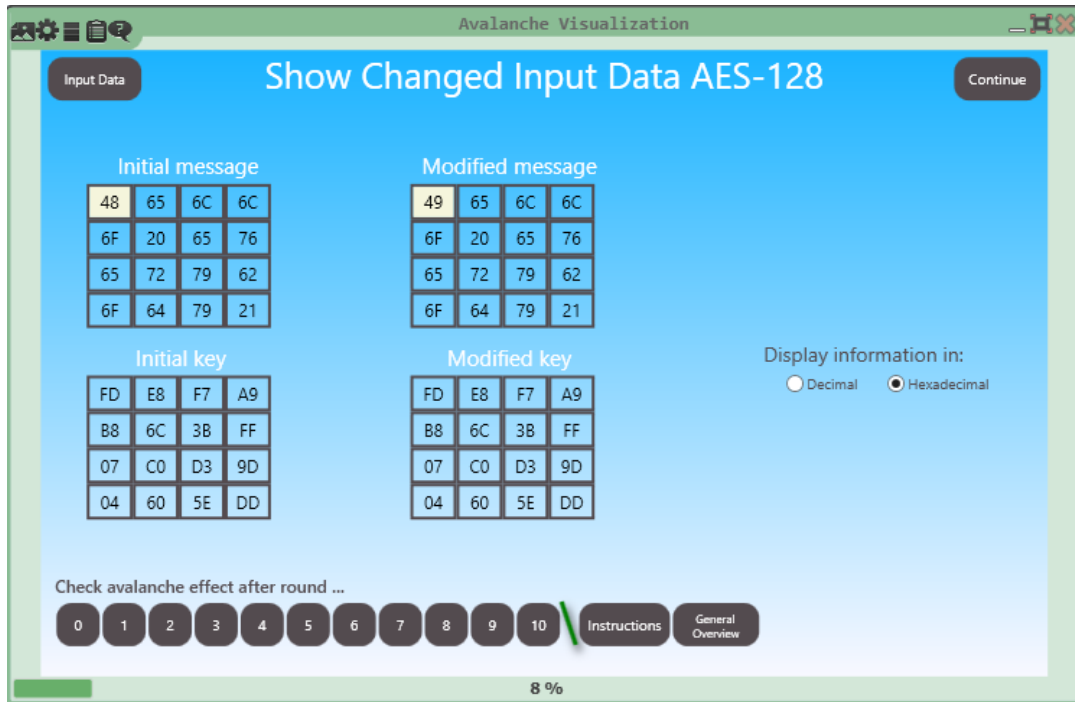 Avalanche Visualization
Input Data
Show Changed Input Data AES-128
Continue
Initial message
48 65 6C 6C
6F 20 65 76
65 72 79 62
6F 64 79 21
Modified message
49 65 6C 6C
6F 20 65 76
65 72 79 62
6F 64 79 21
Initial key
FD E8 F7 A9
B8 6C 3B FF
07 C0 D3 9D
04 60 5E DD
Modified key
FD E8 F7 A9
B8 6C 3B FF
07 C0 D3 9D
04 60 5E DD
Display information in:
Decimal Hexadecimal
Check avalanche effect after round ...
0 1 2 3 4 5 6 7 8 9 10 Instructions
General
Overview
8 %